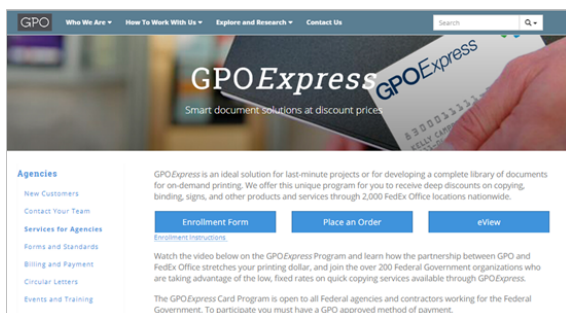 GPO Who We Are How To Work With Us Explore and Research Contact Us Search
GPOExpress
Smart document solutions at discount prices
GPOExpress
Agencies
New Customers
Contact Your Team
Services for Agencies
Forms and Standards
Billing and Payment
Circular Letters
Events and Training
GPOExpress is an ideal solution for last-minute projects or for developing a complete library of documents
for on-demand printing. We offer this unique program for you to receive deep discounts on copying,
binding, signs, and other products and services through 2,000 FedEx Office locations nationwide.
Enrollment Form Place an Order eView
Enrollment Instructions
Watch the video below on the GPOExpress Program and learn how the partnership between GPO and
FedEx Office stretches your printing dollar, and join the over 200 Federal Government organizations who
are taking advantage of the low, fixed rates on quick copying services available through GPOExpress.
The GPOExpress Card Program is open to all Federal agencies and contractors working for the Federal
Government. To participate you must have a GPO approved method of payment.